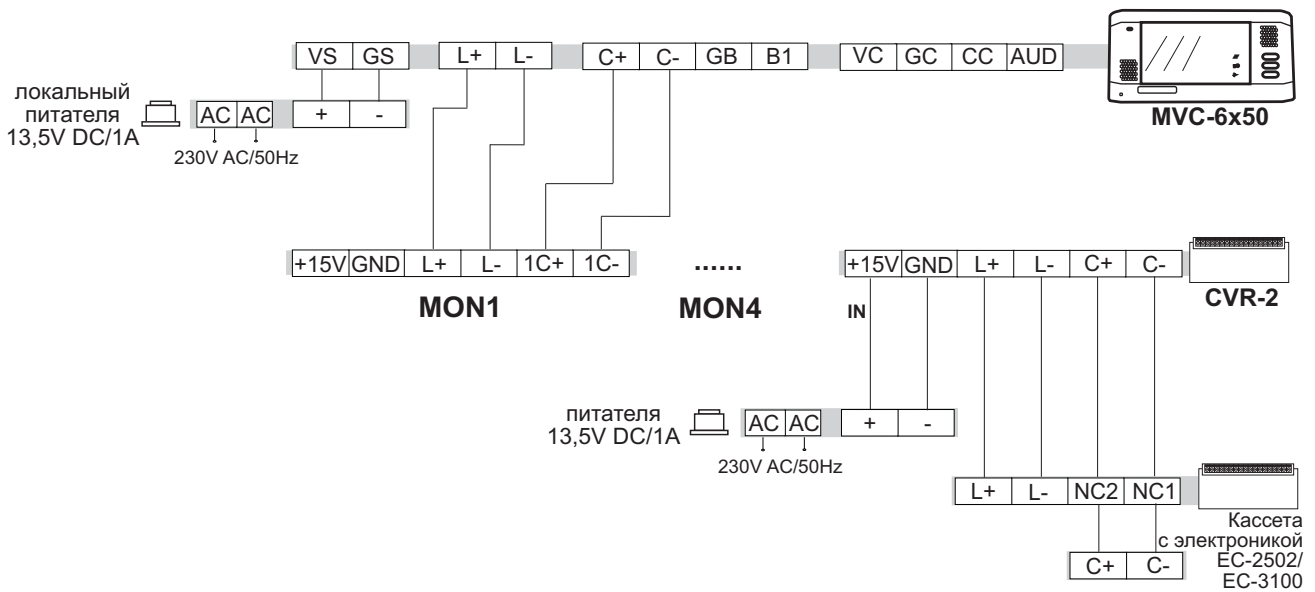 VS GS L+ L- C+ C- GB B1 VC GC CC AUD
MVC-6x50
локальный
питателя
13,5V DC/1A
AC AC + -
230V AC/50Hz
+15V GND L+ L- 1C+ 1C-
MON1
......
MON4
+15V GND L+ L- C+ C-
CVR-2
IN
питателя
13,5V DC/1A
AC AC + -
230V AC/50Hz
L+ L- NC2 NC1
Кассета
с электроникой
EC-2502/
EC-3100
C+ C-